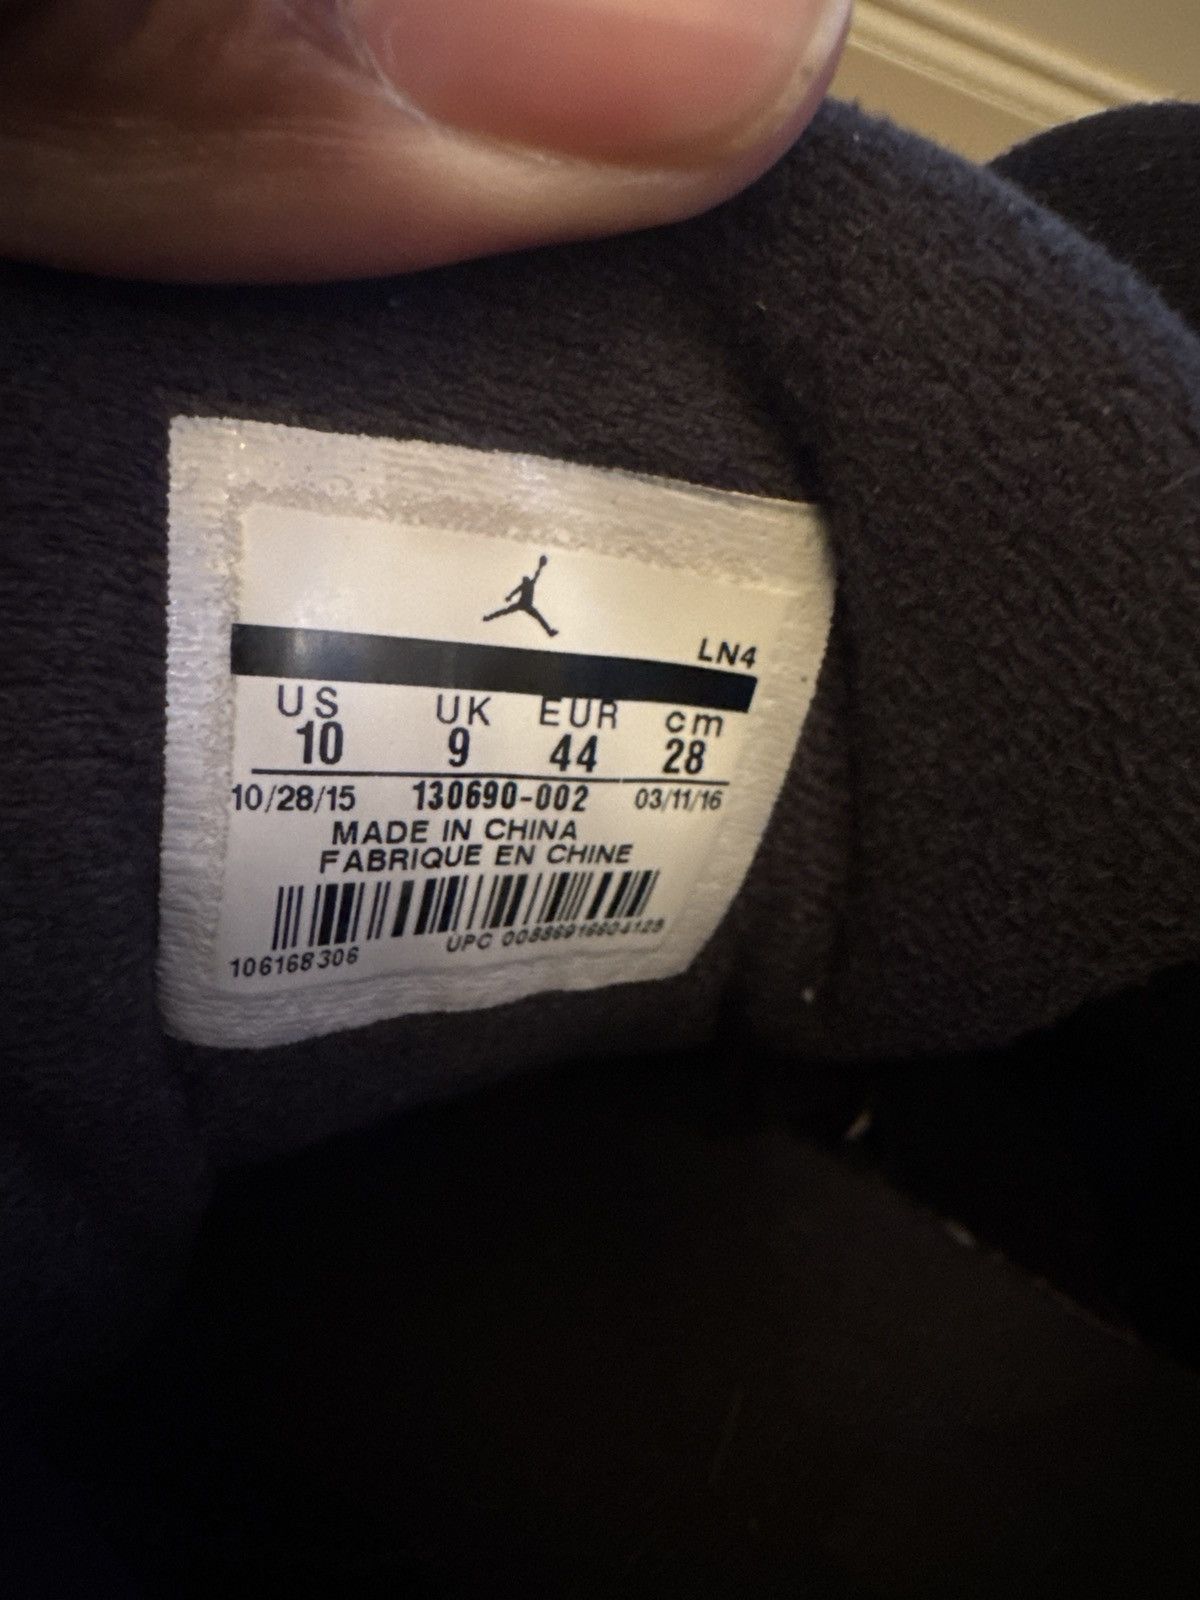 LN4
US UK EUR cm
10 9 44 28
10/28/15 130690-002 03/11/16
MADE IN CHINA
FABRIQUE EN CHINE
UPC
106168306